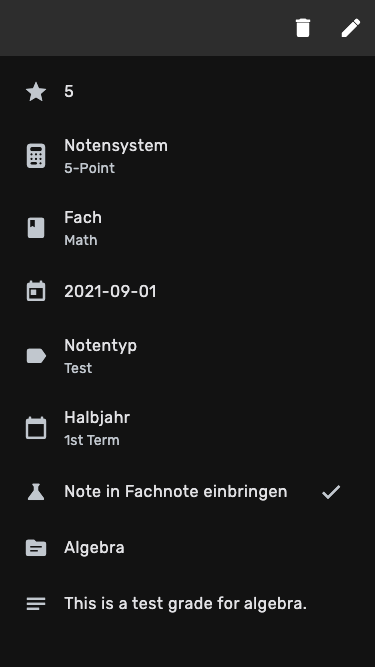 5
Notensystem
5-Point
Fach
Math
2021-09-01
Notentyp
Test
Halbjahr
1st Term
Note in Fachnote einbringen
Algebra
This is a test grade for algebra.